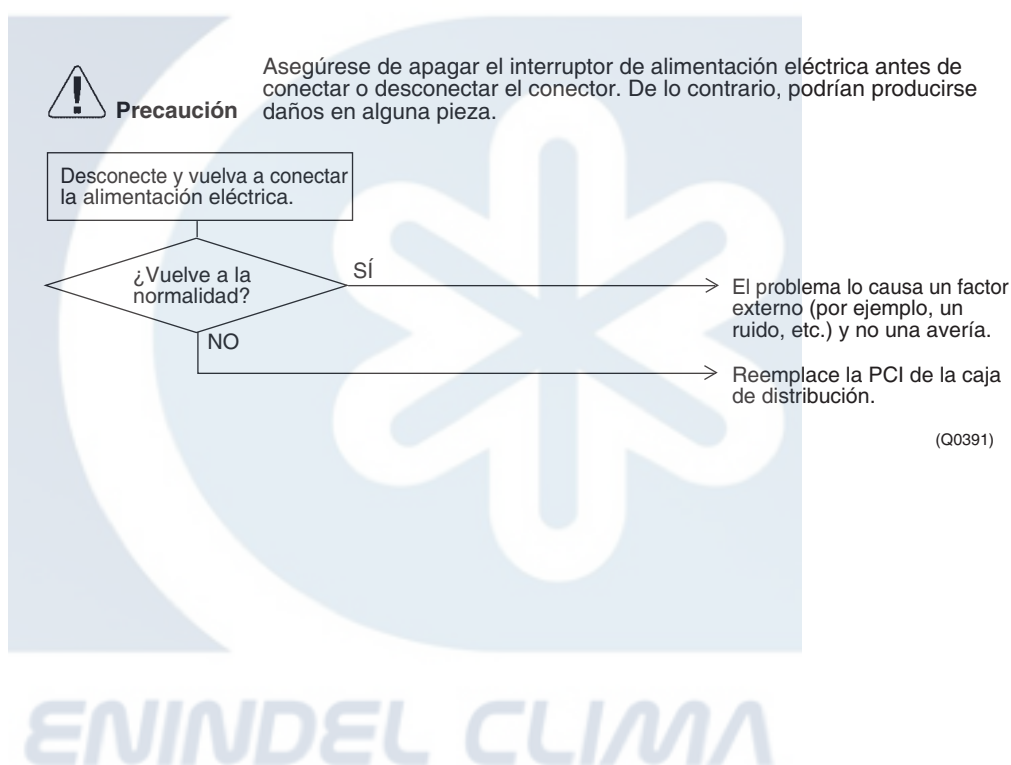 Asegúrese de apagar el interruptor de alimentación eléctrica antes de
conectar o desconectar el conector. De lo contrario, podrían producirse
Precaución daños en alguna pieza.
Desconecte y vuelva a conectar
la alimentación eléctrica.
¿Vuelve a la
normalidad?
SÍ
El problema lo causa un factor
externo (por ejemplo, un
ruido, etc.) y no una avería.
NO
Reemplace la PCI de la caja
de distribución.
(Q0391)
ENINDEL CLIMA